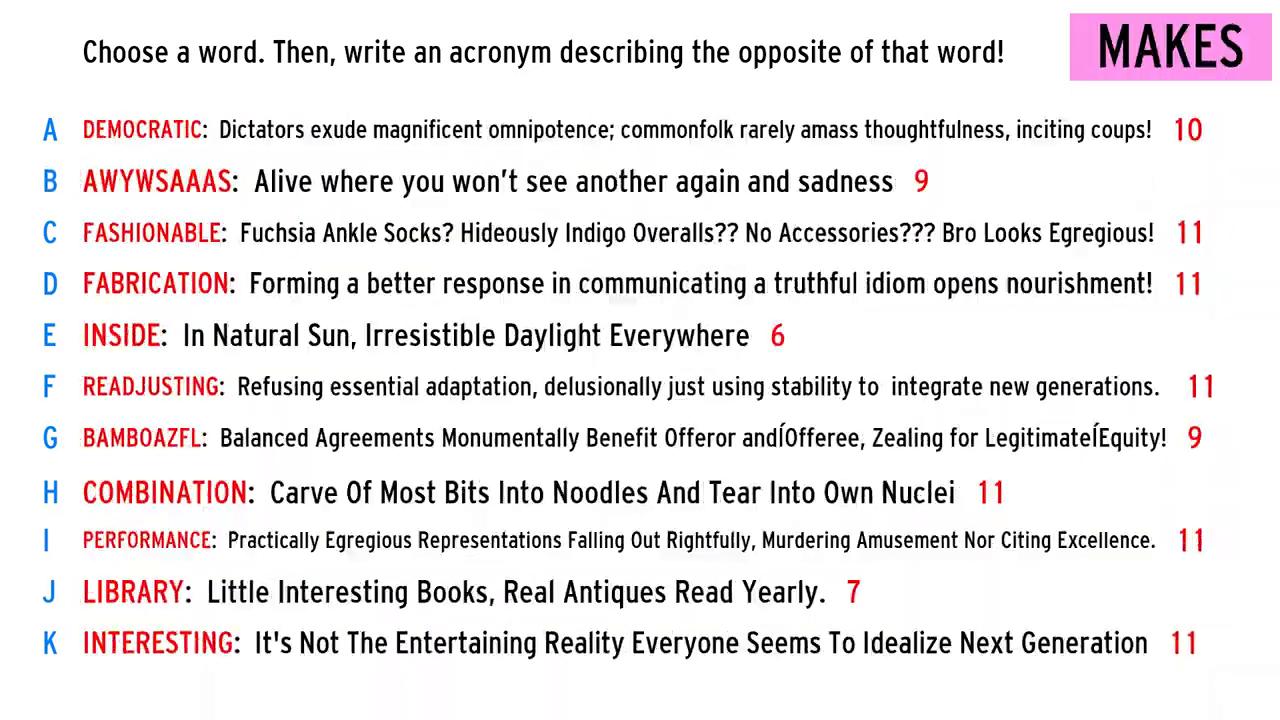 Choose a word. Then, write an acronym describing the opposite of that word!
MAKES
A DEMOCRATIC: Dictators exude magnificent omnipotence; commonfolk rarely amass thoughtfulness, inciting coups! 10
B AWYWSAAAS: Alive where you won't see another again and sadness 9
C FASHIONABLE: Fuchsia Ankle Socks? Hideously Indigo Overalls?? No Accessories??? Bro Looks Egregious! 11
D FABRICATION: Forming a better response in communicating a truthful idiom opens nourishment! 11
E INSIDE: In Natural Sun, Irresistible Daylight Everywhere 6
F READJUSTING: Refusing essential adaptation, delusionally just using stability to integrate new generations. 11
G BAMBOAZFL: Balanced Agreements Monumentally Benefit Offeror andÍOfferee, Zealing for LegitimateÍEquity! 9
H COMBINATION: Carve Of Most Bits Into Noodles And Tear Into Own Nuclei 11
I PERFORMANCE: Practically Egregious Representations Falling Out Rightfully, Murdering Amusement Nor Citing Excellence. 11
J LIBRARY: Little Interesting Books, Real Antiques Read Yearly. 7
K INTERESTING: It's Not The Entertaining Reality Everyone Seems To Idealize Next Generation 11